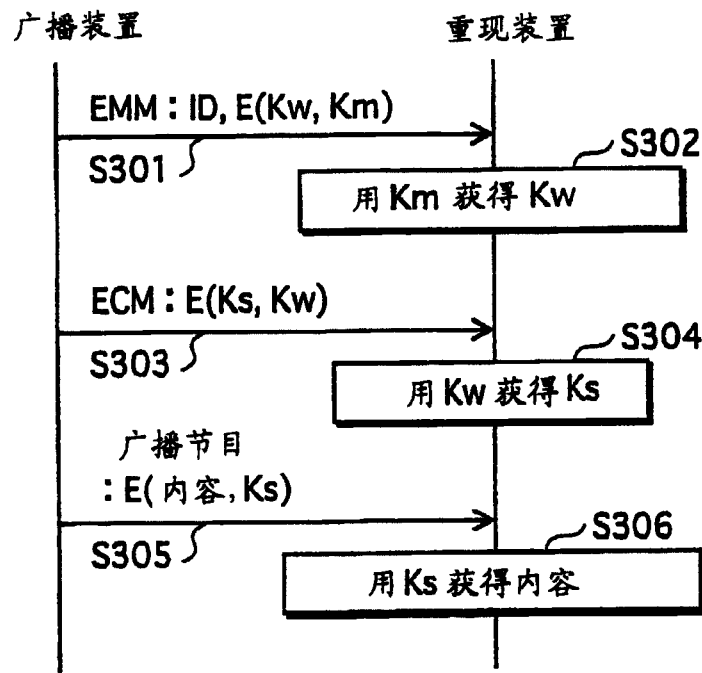 广播装置
重现装置
EMM：ID, E(Kw, Km)
S301
S302
用 Km 获得 Kw
ECM：E(Ks, Kw)
S303
S304
用 Kw 获得 Ks
广播节目
：E( 内容, Ks)
S305
S306
用 Ks 获得内容